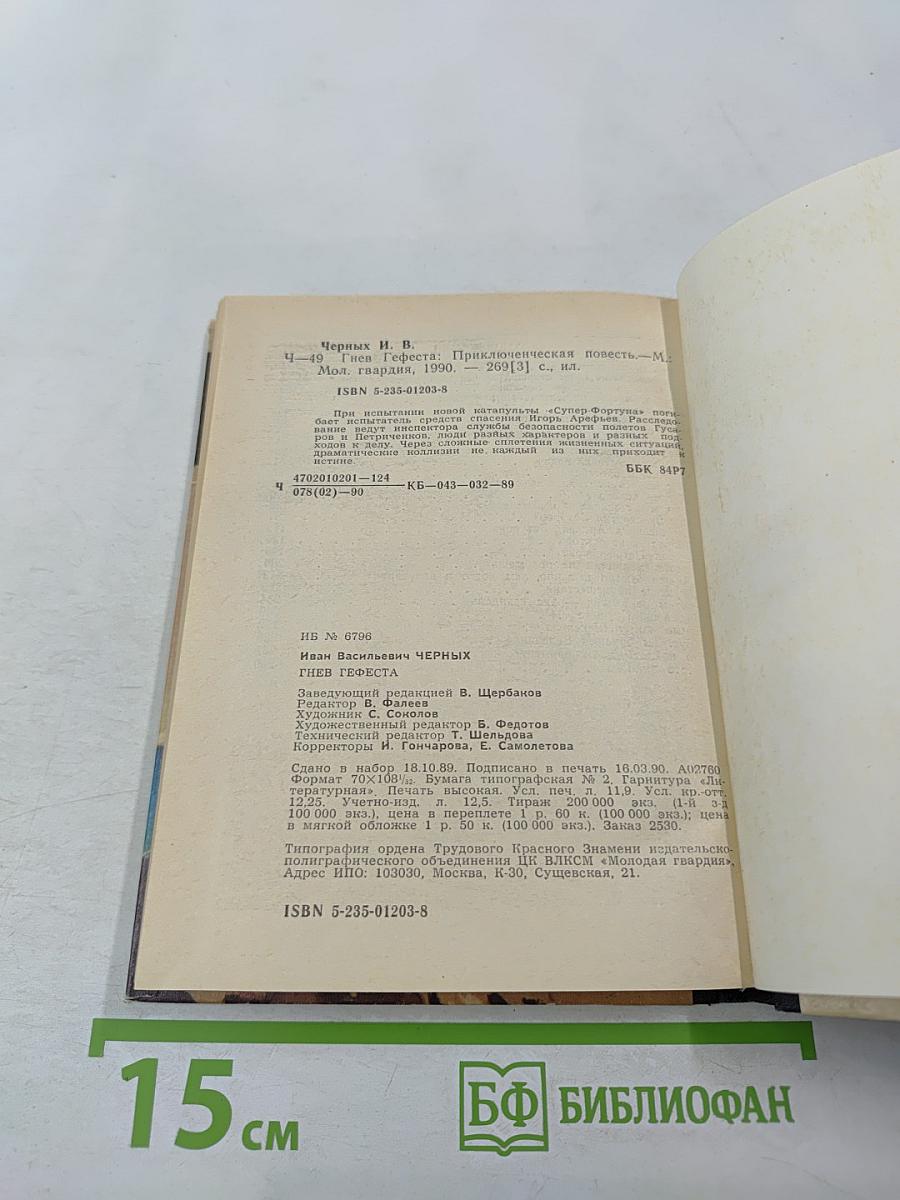 Черных И. В.
Ч—49 Гнев Гефеста: Приключенческая повесть.—М.:
Мол. гвардия, 1990. — 269[3] с., ил.
ISBN 5-235-01203-8
При испытании новой катапульты «Супер-Фортуна» поги-
бает испытатель средств спасения Игорь Арефьев. Расследо-
вание ведут инспектора службы безопасности полетов Гуса-
ров и Петриченков, люди разных характеров и разных под-
ходов к делу. Через сложные сплетения жизненных ситуаций,
драматические коллизии не каждый из них приходит к
истине.
ББК 84Р7
Ч 4702010201—124
078(02)—90 —КБ—043—032—89
ИБ № 6796
Иван Васильевич ЧЕРНЫХ
ГНЕВ ГЕФЕСТА
Заведующий редакцией В. Щербаков
Редактор В. Фалеев
Художник С. Соколов
Художественный редактор Б. Федотов
Технический редактор Т. Шельдова
Корректоры И. Гончарова, Е. Самолетова
Сдано в набор 18.10.89. Подписано в печать 16.03.90. А02760
Формат 70×108¹/₃₂. Бумага типографская № 2. Гарнитура «Ли-
тературная». Печать высокая. Усл. печ. л. 11,9. Усл. кр.-отт.
12,25. Учетно-изд. л. 12,5. Тираж 200 000 экз. (1-й з-д
100 000 экз.), цена в переплете 1 р. 60 к. (100 000 экз.); цена
в мягкой обложке 1 р. 50 к. (100 000 экз.). Заказ 2530.
Типография ордена Трудового Красного Знамени издательско-
полиграфического объединения ЦК ВЛКСМ «Молодая гвардия».
Адрес ИПО: 103030, Москва, К-30, Сущевская, 21.
ISBN 5-235-01203-8
15 см
БФ БИБЛИОФАН